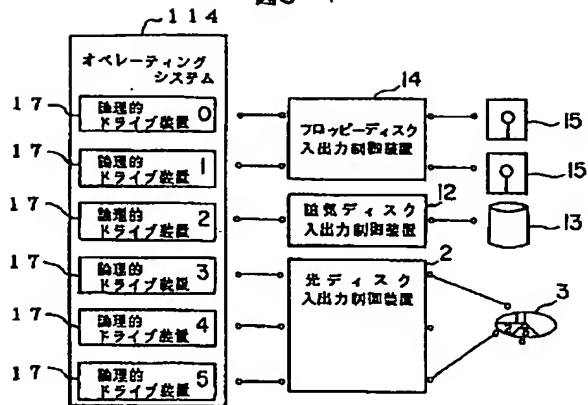 114
オペレーティング
システム
17
論理的
ドライブ装置 0
17
論理的
ドライブ装置 1
17
論理的
ドライブ装置 2
17
論理的
ドライブ装置 3
17
論理的
ドライブ装置 4
17
論理的
ドライブ装置 5
14
フロッピーディスク
入出力制御装置
15
15
12
磁気ディスク
入出力制御装置
13
2
光ディスク
入出力制御装置
3